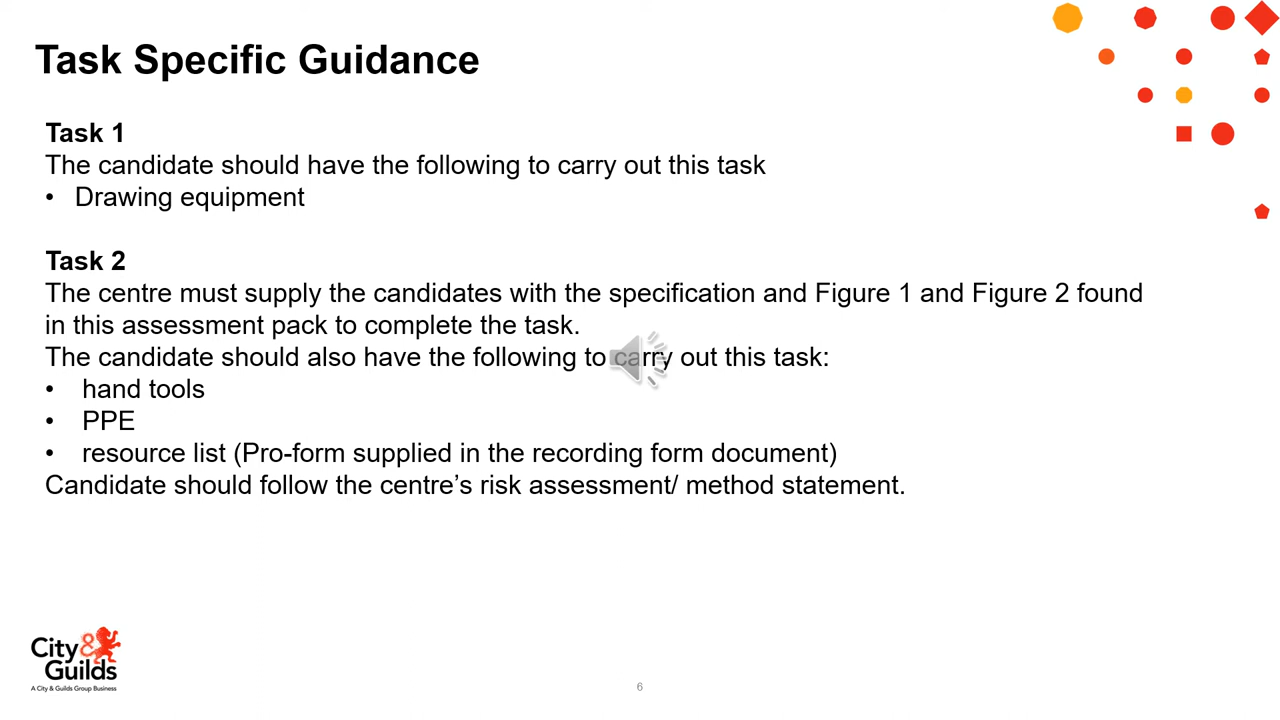 Task Specific Guidance
Task 1
The candidate should have the following to carry out this task
• Drawing equipment
Task 2
The centre must supply the candidates with the specification and Figure 1 and Figure 2 found
in this assessment pack to complete the task.
The candidate should also have the following to carry out this task:
• hand tools
• PPE
• resource list (Pro-form supplied in the recording form document)
Candidate should follow the centre’s risk assessment/ method statement.
City&
Guilds
A City & Guilds Group Business
6